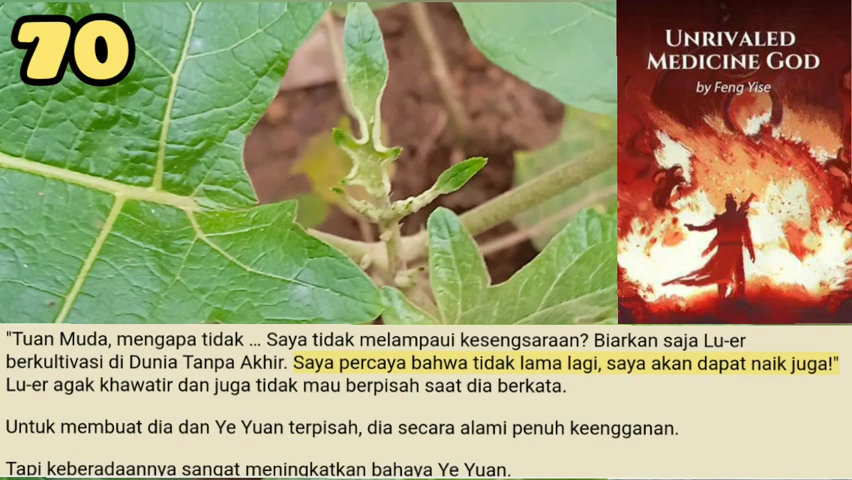 70
UNRIVALED
MEDICINE GOD
by Feng Yise
"Tuan Muda, mengapa tidak ... Saya tidak melampaui kesengsaraan? Biarkan saja Lu-er
berkultivasi di Dunia Tanpa Akhir. Saya percaya bahwa tidak lama lagi, saya akan dapat naik juga!"
Lu-er agak khawatir dan juga tidak mau berpisah saat dia berkata.
Untuk membuat dia dan Ye Yuan terpisah, dia secara alami penuh keengganan.
Tapi keberadaannya sangat meningkatkan bahaya Ye Yuan.